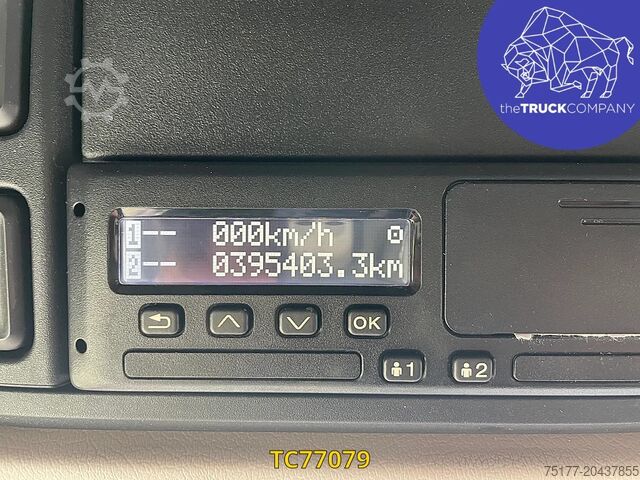 theTRUCKCOMPANY
1-- 000km/h
2-- 0395403.3km
OK
1
2
TC77079
75177-20437855